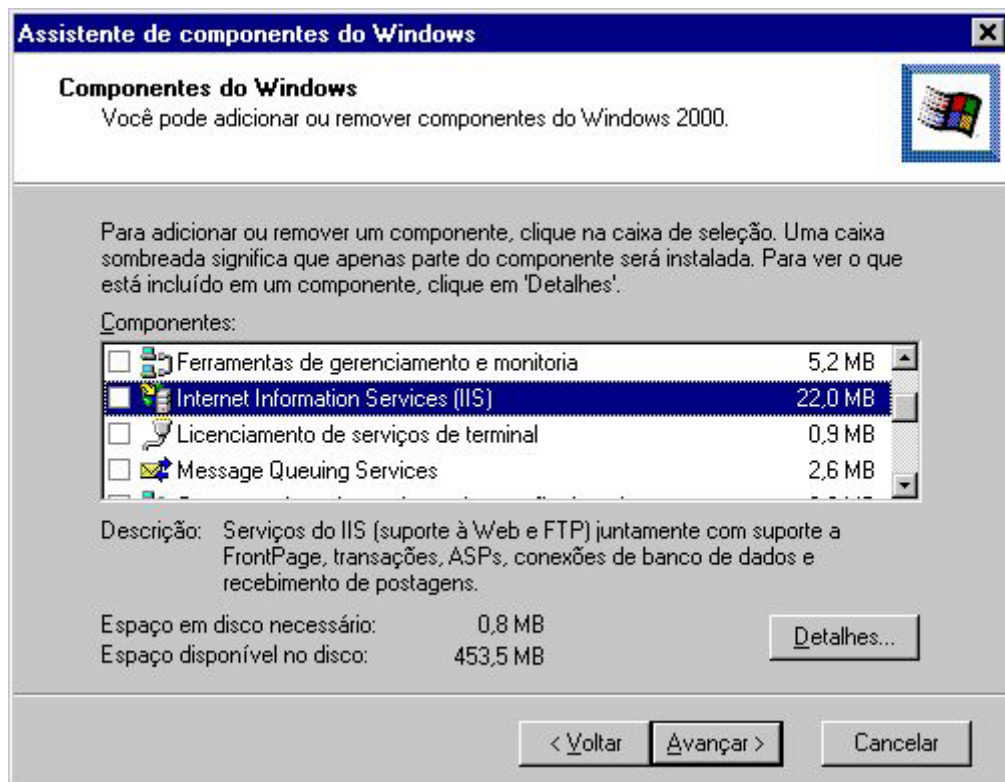 Assistente de componentes do Windows
Componentes do Windows
Você pode adicionar ou remover componentes do Windows 2000.
Para adicionar ou remover um componente, clique na caixa de seleção. Uma caixa
sombreada significa que apenas parte do componente será instalada. Para ver o que
está incluído em um componente, clique em 'Detalhes'.
Componentes:
Ferramentas de gerenciamento e monitoria 5,2 MB
Internet Information Services (IIS) 22,0 MB
Licenciamento de serviços de terminal 0,9 MB
Message Queuing Services 2,6 MB
Descrição: Serviços do IIS (suporte à Web e FTP) juntamente com suporte a
FrontPage, transações, ASPs, conexões de banco de dados e
recebimento de postagens.
Espaço em disco necessário: 0,8 MB
Espaço disponível no disco: 453,5 MB
Detalhes...
< Voltar Avançar > Cancelar